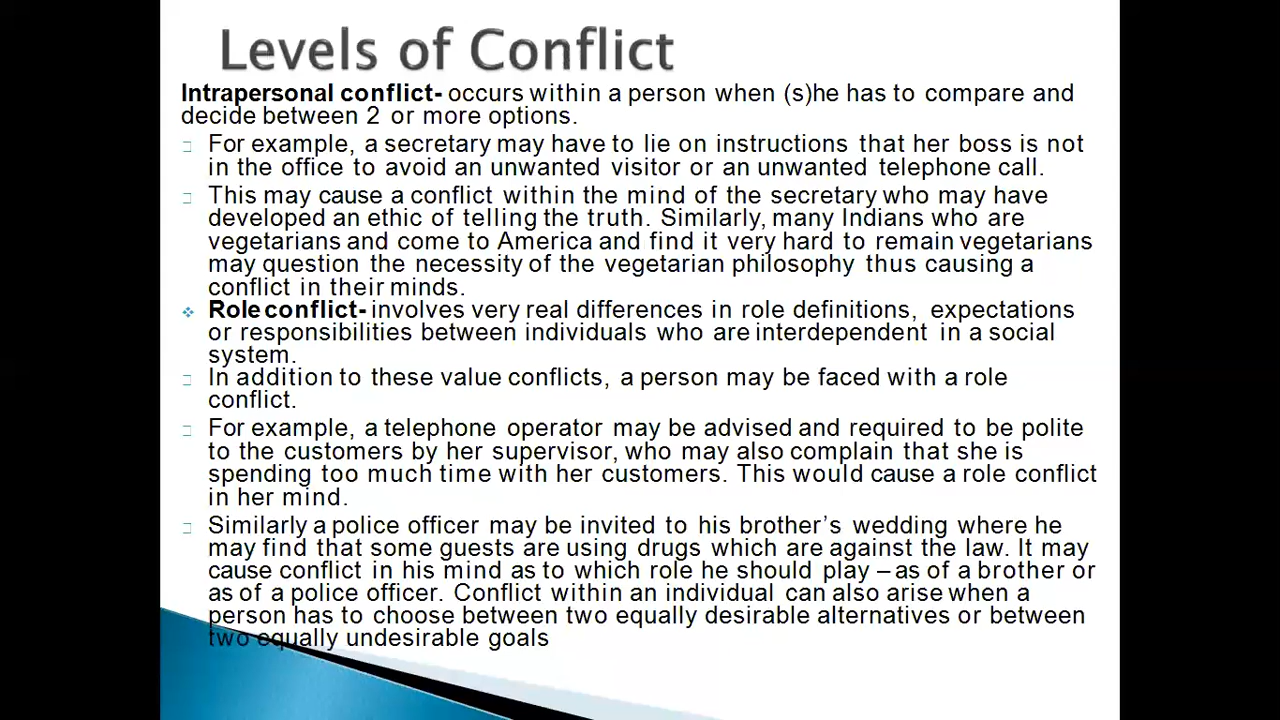 Levels of Conflict
Intrapersonal conflict- occurs within a person when (s)he has to compare and
decide between 2 or more options.
For example, a secretary may have to lie on instructions that her boss is not
in the office to avoid an unwanted visitor or an unwanted telephone call.
This may cause a conflict within the mind of the secretary who may have
developed an ethic of telling the truth. Similarly, many Indians who are
vegetarians and come to America and find it very hard to remain vegetarians
may question the necessity of the vegetarian philosophy thus causing a
conflict in their minds.
Role conflict- involves very real differences in role definitions, expectations
or responsibilities between individuals who are interdependent in a social
system.
In addition to these value conflicts, a person may be faced with a role
conflict.
For example, a telephone operator may be advised and required to be polite
to the customers by her supervisor, who may also complain that she is
spending too much time with her customers. This would cause a role conflict
in her mind.
Similarly a police officer may be invited to his brother’s wedding where he
may find that some guests are using drugs which are against the law. It may
cause conflict in his mind as to which role he should play – as of a brother or
as of a police officer. Conflict within an individual can also arise when a
person has to choose between two equally desirable alternatives or between
two equally undesirable goals